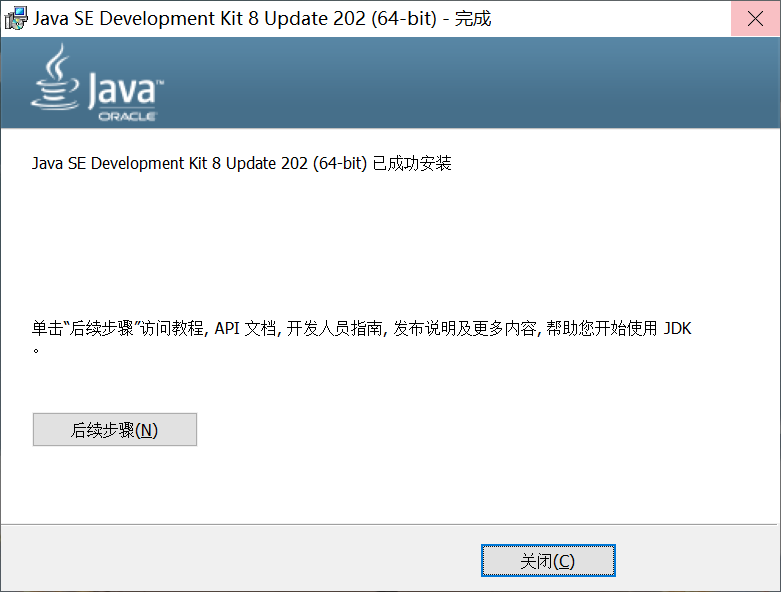 Java SE Development Kit 8 Update 202 (64-bit) - 完成
Java™
ORACLE
Java SE Development Kit 8 Update 202 (64-bit) 已成功安装
单击“后续步骤”访问教程, API 文档, 开发人员指南, 发布说明及更多内容, 帮助您开始使用 JDK
。
后续步骤(N)
关闭(C)